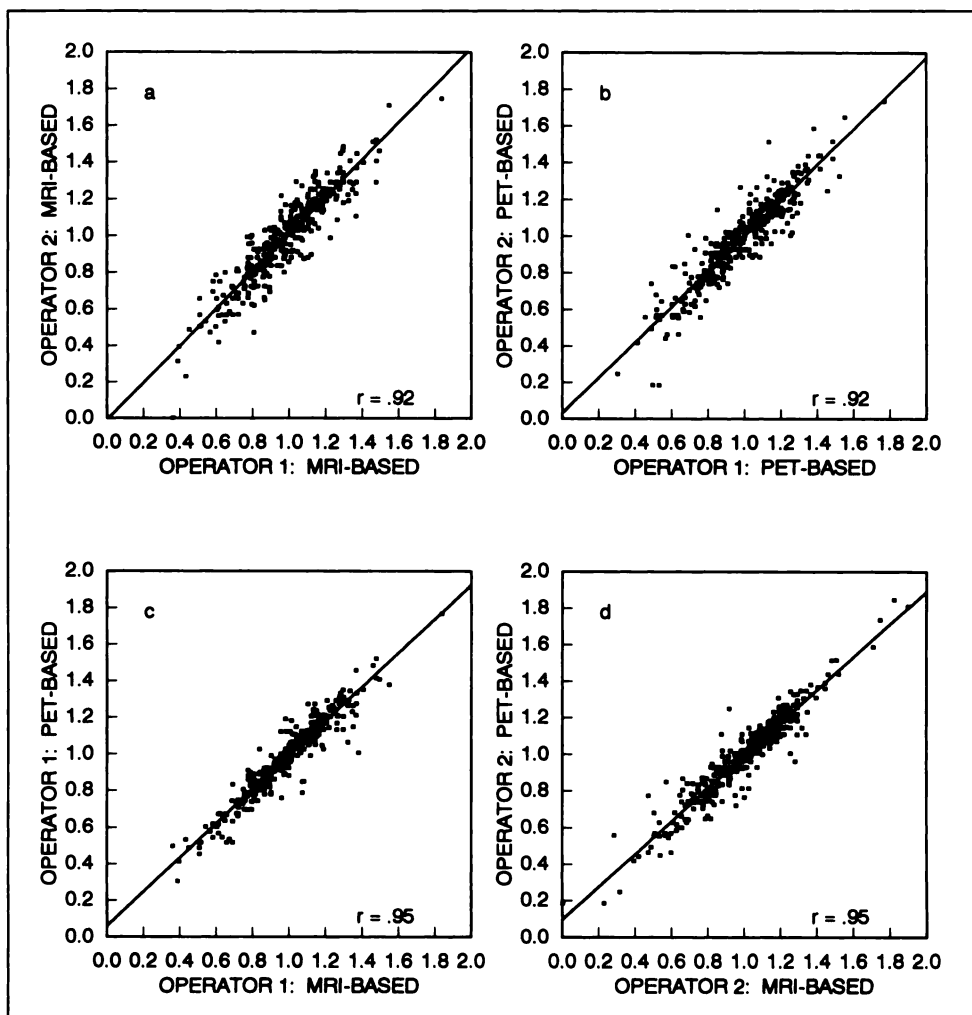 2.0
1.8
1.6
1.4
1.2
1.0
0.8
0.6
0.4
0.2
0.0
OPERATOR 2: MRI-BASED
a
r = .92
0.0 0.2 0.4 0.6 0.8 1.0 1.2 1.4 1.6 1.8 2.0
OPERATOR 1: MRI-BASED
2.0
1.8
1.6
1.4
1.2
1.0
0.8
0.6
0.4
0.2
0.0
OPERATOR 2: PET-BASED
b
r = .92
0.0 0.2 0.4 0.6 0.8 1.0 1.2 1.4 1.6 1.8 2.0
OPERATOR 1: PET-BASED
2.0
1.8
1.6
1.4
1.2
1.0
0.8
0.6
0.4
0.2
0.0
OPERATOR 1: PET-BASED
c
r = .95
0.0 0.2 0.4 0.6 0.8 1.0 1.2 1.4 1.6 1.8 2.0
OPERATOR 1: MRI-BASED
2.0
1.8
1.6
1.4
1.2
1.0
0.8
0.6
0.4
0.2
0.0
OPERATOR 2: PET-BASED
d
r = .95
0.0 0.2 0.4 0.6 0.8 1.0 1.2 1.4 1.6 1.8 2.0
OPERATOR 2: MRI-BASED